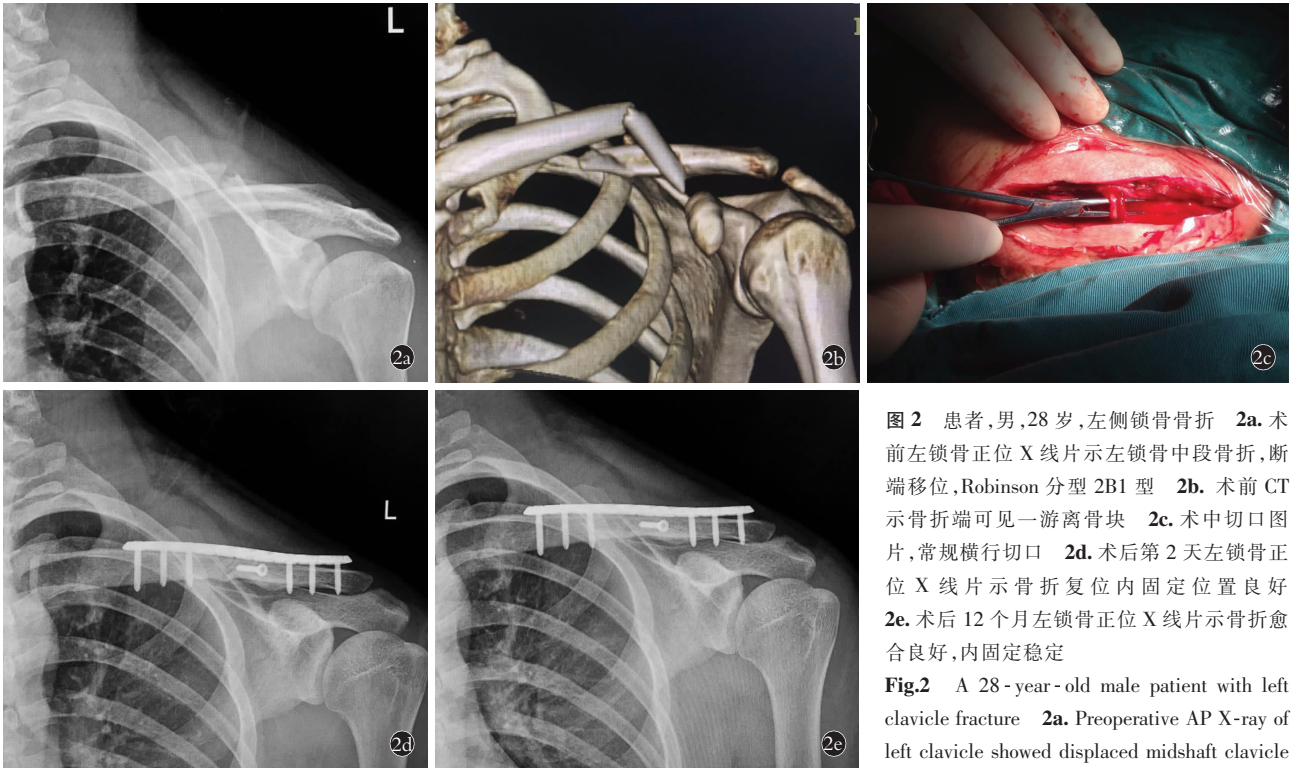 L
2a
2b
2c
L
2d
2e
图 2 患者,男,28 岁,左侧锁骨骨折 2a. 术
前左锁骨正位 X 线片示左锁骨中段骨折,断
端移位,Robinson 分型 2B1 型 2b. 术前 CT
示骨折端可见一游离骨块 2c. 术中切口图
片,常规横行切口 2d. 术后第 2 天左锁骨正
位 X 线片示骨折复位内固定位置良好
2e. 术后 12 个月左锁骨正位 X 线片示骨折愈
合良好,内固定稳定
Fig.2 A 28-year-old male patient with left
clavicle fracture 2a. Preoperative AP X-ray of
left clavicle showed displaced midshaft clavicle